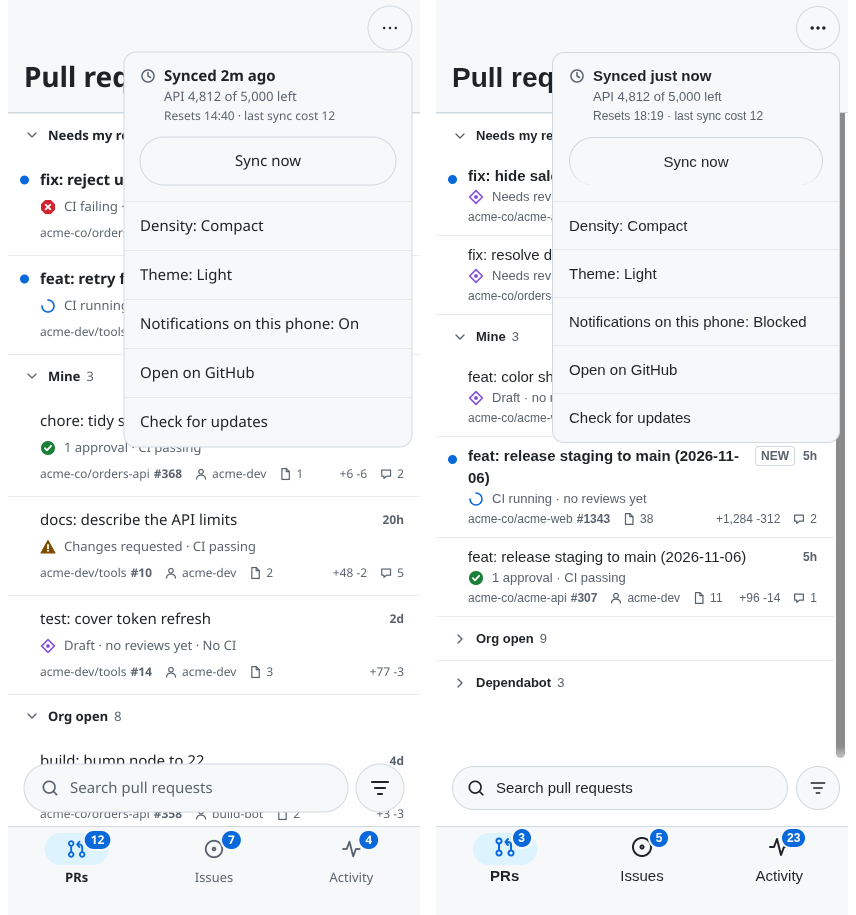 Pull req
Synced 2m ago
API 4,812 of 5,000 left
Resets 14:40 · last sync cost 12
Sync now
Density: Compact
Theme: Light
Notifications on this phone: On
Open on GitHub
Check for updates
Needs my re
fix: reject u
CI failing ·
acme-co/orders
feat: retry f
CI running
acme-dev/tools
Mine 3
chore: tidy s
1 approval · CI passing
acme-co/orders-api #368 acme-dev 1 +6 -6 2
docs: describe the API limits 20h
Changes requested · CI passing
acme-dev/tools #10 acme-dev 2 +48 -2 5
test: cover token refresh 2d
Draft · no reviews yet · No CI
acme-dev/tools #14 acme-dev 3 +77 -3
Org open 8
build: bump node to 22 4d
Search pull requests
acme-co/orders-api #358 build-bot 2 +3 -3
12 7 4
PRs Issues Activity
Pull req
Synced just now
API 4,812 of 5,000 left
Resets 18:19 · last sync cost 12
Sync now
Density: Compact
Theme: Light
Notifications on this phone: Blocked
Open on GitHub
Check for updates
Needs my re
fix: hide sale
Needs rev
acme-co/acme-
fix: resolve d
Needs rev
acme-co/orders
Mine 3
feat: color sh
Draft · no r
acme-co/acme-w
feat: release staging to main (2026-11-
06) NEW 5h
CI running · no reviews yet
acme-co/acme-web #1343 38 +1,284 -312 2
feat: release staging to main (2026-11-06) 5h
1 approval · CI passing
acme-co/acme-api #307 acme-dev 11 +96 -14 1
Org open 9
Dependabot 3
Search pull requests
3 5 23
PRs Issues Activity